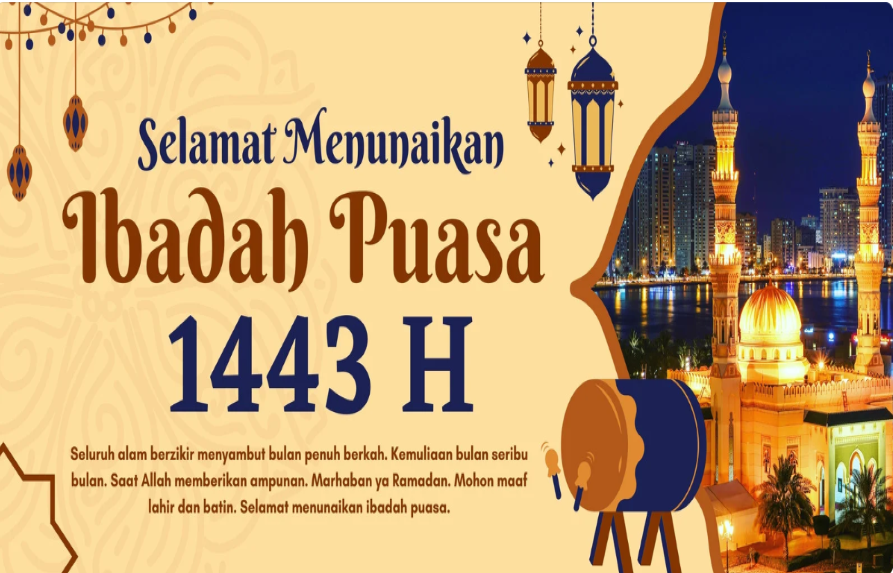 Selamat Menunaikan
Ibadah Puasa
1443 H
Seluruh alam berzikir menyambut bulan penuh berkah. Kemuliaan bulan seribu
bulan. Saat Allah memberikan ampunan. Marhaban ya Ramadan. Mohon maaf
lahir dan batin. Selamat menunaikan ibadah puasa.